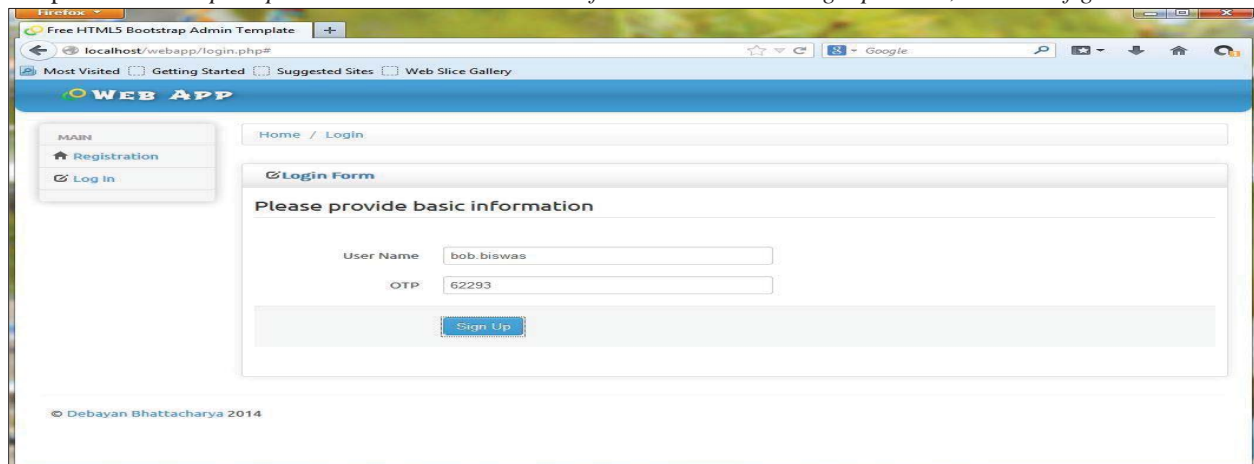 Firefox
Free HTML5 Bootstrap Admin Template
localhost/webapp/login.php#
Google
Most Visited Getting Started Suggested Sites Web Slice Gallery
WEB APP
MAIN
Registration
Log In
Home / Login
Login Form
Please provide basic information
User Name bob.biswas
OTP 62293
Sign Up
© Debayan Bhattacharya 2014